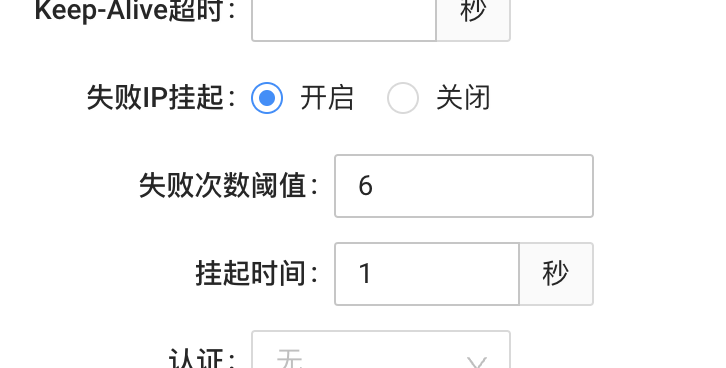 Keep-Alive超时： 秒
失败IP挂起： 开启 关闭
失败次数阈值： 6
挂起时间： 1 秒
认证： 无